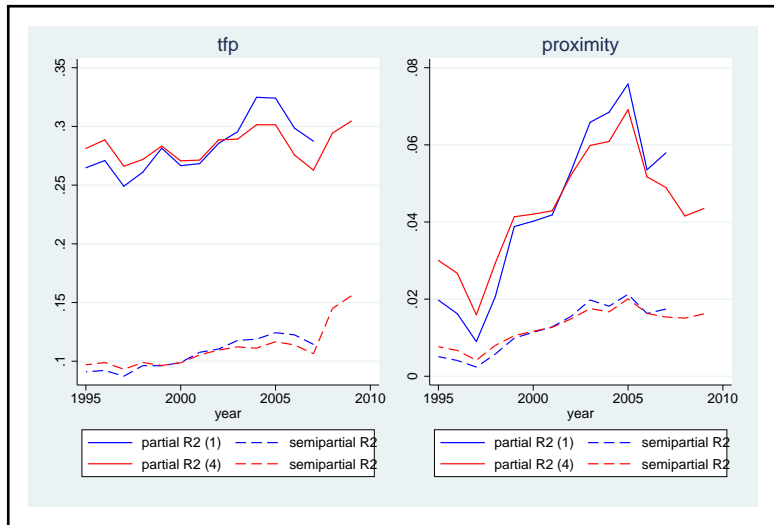 tfp
.35
.3
.25
.2
.15
.1
1995 2000 2005 2010
year
partial R2 (1) semipartial R2
partial R2 (4) semipartial R2
proximity
.08
.06
.04
.02
0
1995 2000 2005 2010
year
partial R2 (1) semipartial R2
partial R2 (4) semipartial R2